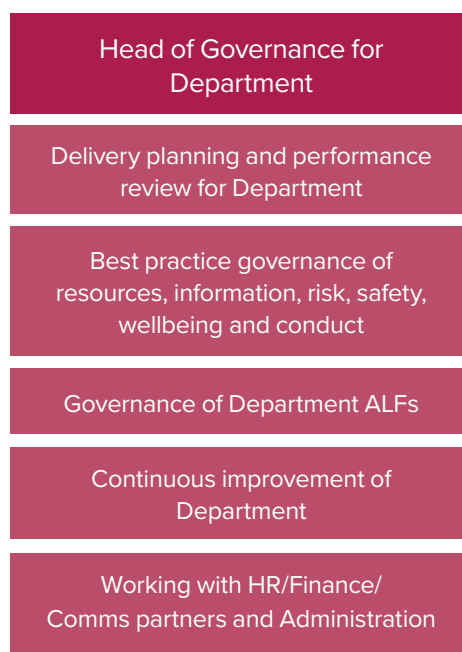 Head of Governance for
Department
Delivery planning and performance
review for Department
Best practice governance of
resources, information, risk, safety,
wellbeing and conduct
Governance of Department ALFs
Continuous improvement of
Department
Working with HR/Finance/
Comms partners and Administration